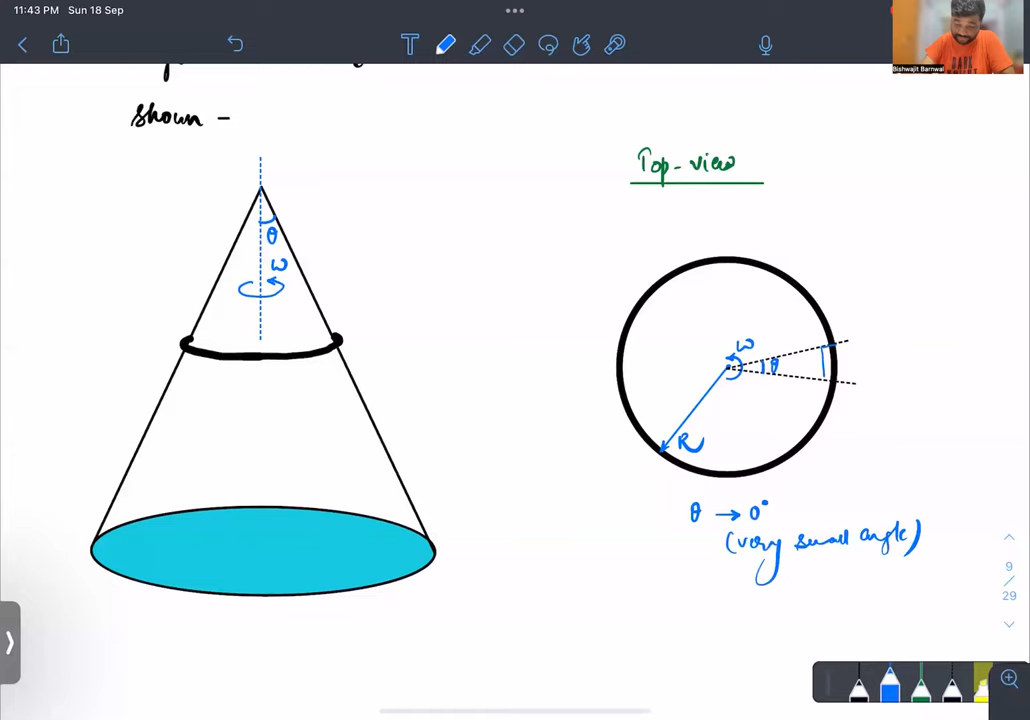 11:43 PM Sun 18 Sep
Bishwajit Barnwal
shown -
Top-view
θ
ω
ω
θ
R
θ → 0°
(very small angle)
9
/
29